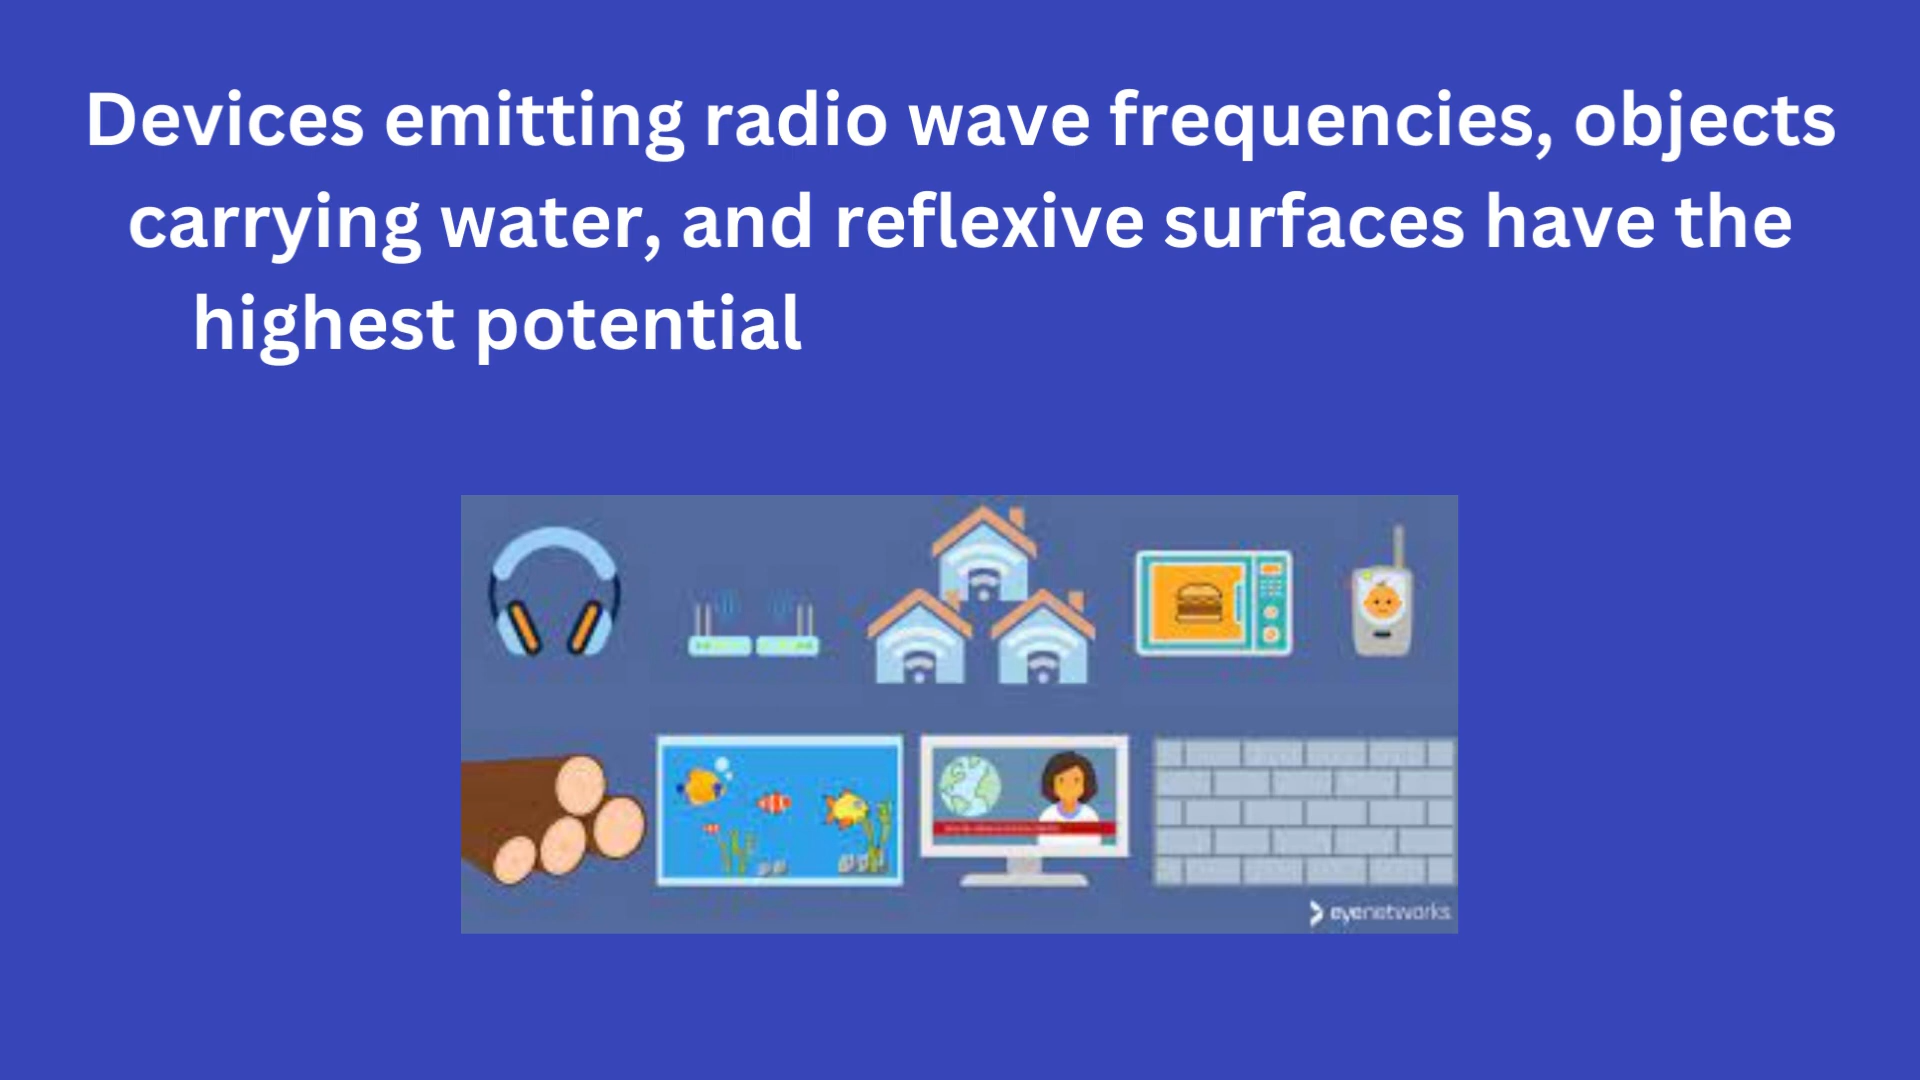 Devices emitting radio wave frequencies, objects
carrying water, and reflexive surfaces have the
highest potential
eyenetworks